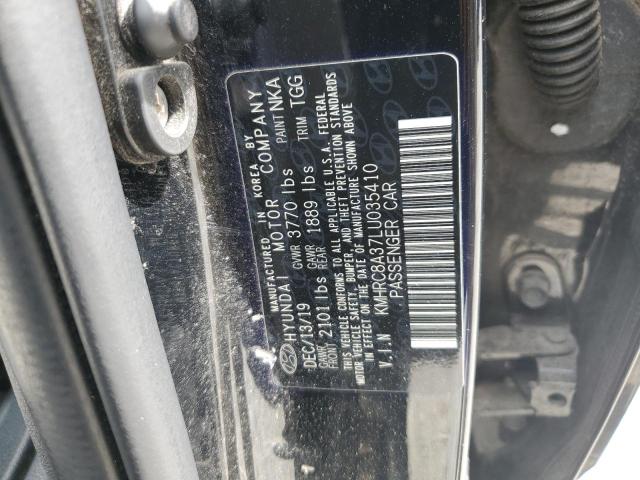 MANUFACTURED IN KOREA BY
HYUNDAI MOTOR COMPANY
DEC/13/19 GVWR 3770 lbs PAINT NKA
GAWR FRONT 2101 lbs GAWR REAR 1889 lbs TRIM TGG
THIS VEHICLE CONFORMS TO ALL APPLICABLE U.S.A. FEDERAL
MOTOR VEHICLE SAFETY, BUMPER, AND THEFT PREVENTION STANDARDS
IN EFFECT ON THE DATE OF MANUFACTURE SHOWN ABOVE
V.I.N KMHRC8A37LU035410
PASSENGER CAR